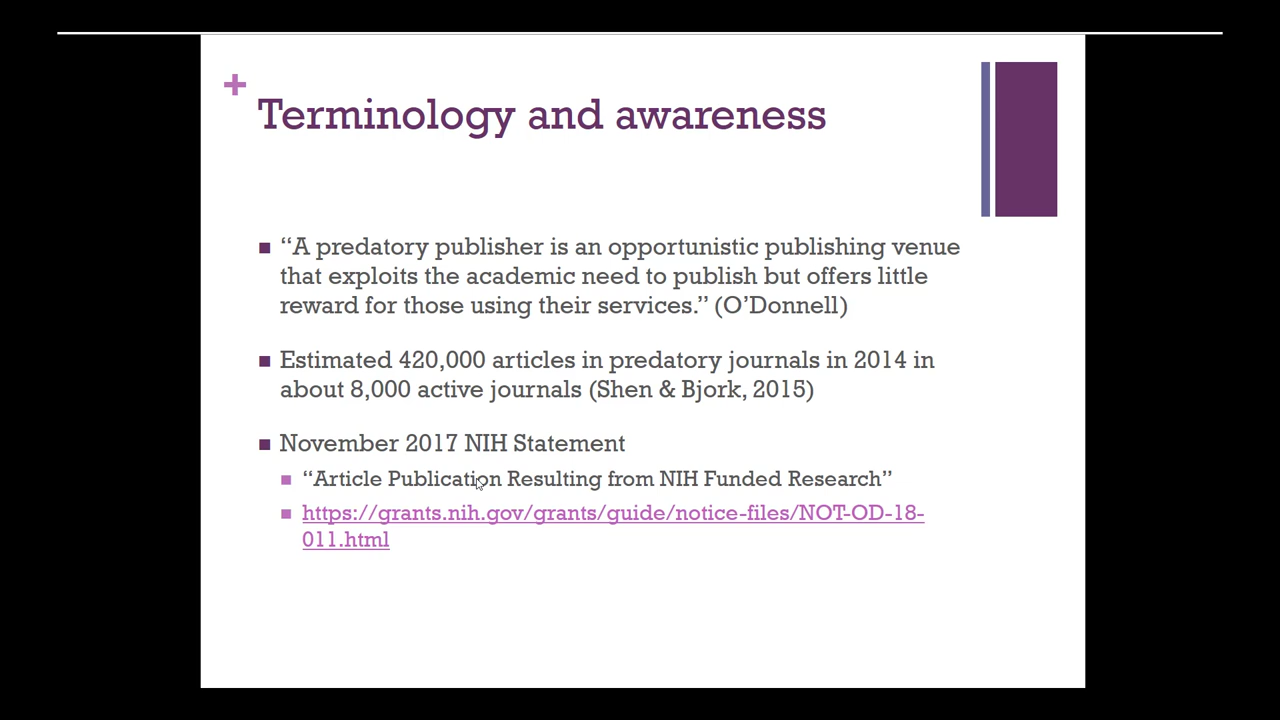 +
Terminology and awareness
“A predatory publisher is an opportunistic publishing venue
that exploits the academic need to publish but offers little
reward for those using their services.” (O’Donnell)
Estimated 420,000 articles in predatory journals in 2014 in
about 8,000 active journals (Shen & Bjork, 2015)
November 2017 NIH Statement
“Article Publication Resulting from NIH Funded Research”
https://grants.nih.gov/grants/guide/notice-files/NOT-OD-18-
011.html